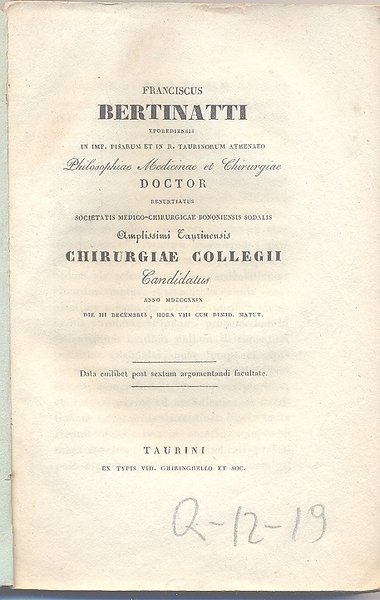 FRANCISCUS
BERTINATTI
EPOREDIENSIS
IN IMP. PISARUM ET IN R. TAURINORUM ATHENAEO
Philosophiae Medicinae et Chirurgiae
DOCTOR
RENUNTIATUS
SOCIETATIS MEDICO-CHIRURGICAE BONONIENSIS SODALIS
Amplissimi Taurinensis
CHIRURGIAE COLLEGII
Candidatus
ANNO MDCCCXXIX
DIE III DECEMBRIS, HORA VIII CUM DIMID. MATUT.
Data cuilibet post sextum argumentandi facultate.
TAURINI
EX TYPIS VID. GHIRINGHELLO ET SOC.
Q-12-19